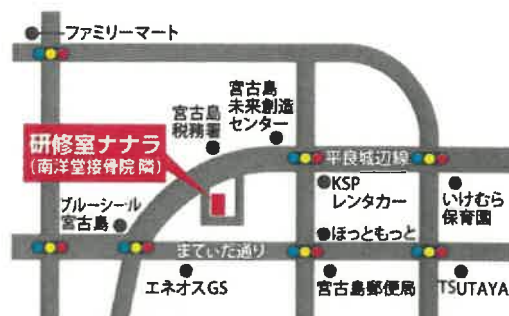 ファミリーマート
宮古島
未来創造
センター
宮古島
税務署
研修室ナナラ
(南洋堂接骨院隣)
平良城辺線
KSP
レンタカー
いけむら
保育園
ブルーシール
宮古島
ほっともっと
まてぃだ通り
エネオスGS
宮古島郵便局
TSUTAYA